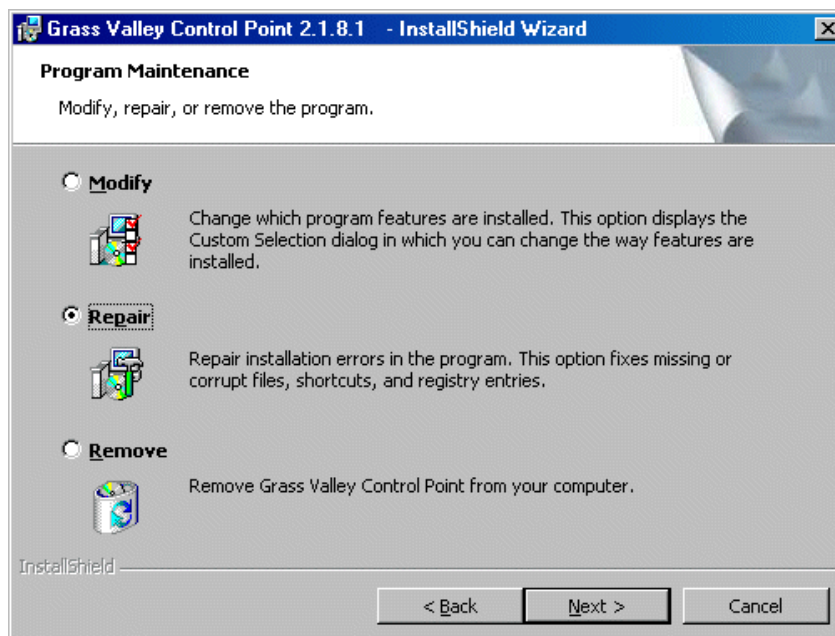 Grass Valley Control Point 2.1.8.1 - InstallShield Wizard
Program Maintenance
Modify, repair, or remove the program.
Modify
Change which program features are installed. This option displays the
Custom Selection dialog in which you can change the way features are
installed.
Repair
Repair installation errors in the program. This option fixes missing or
corrupt files, shortcuts, and registry entries.
Remove
Remove Grass Valley Control Point from your computer.
InstallShield
< Back Next > Cancel